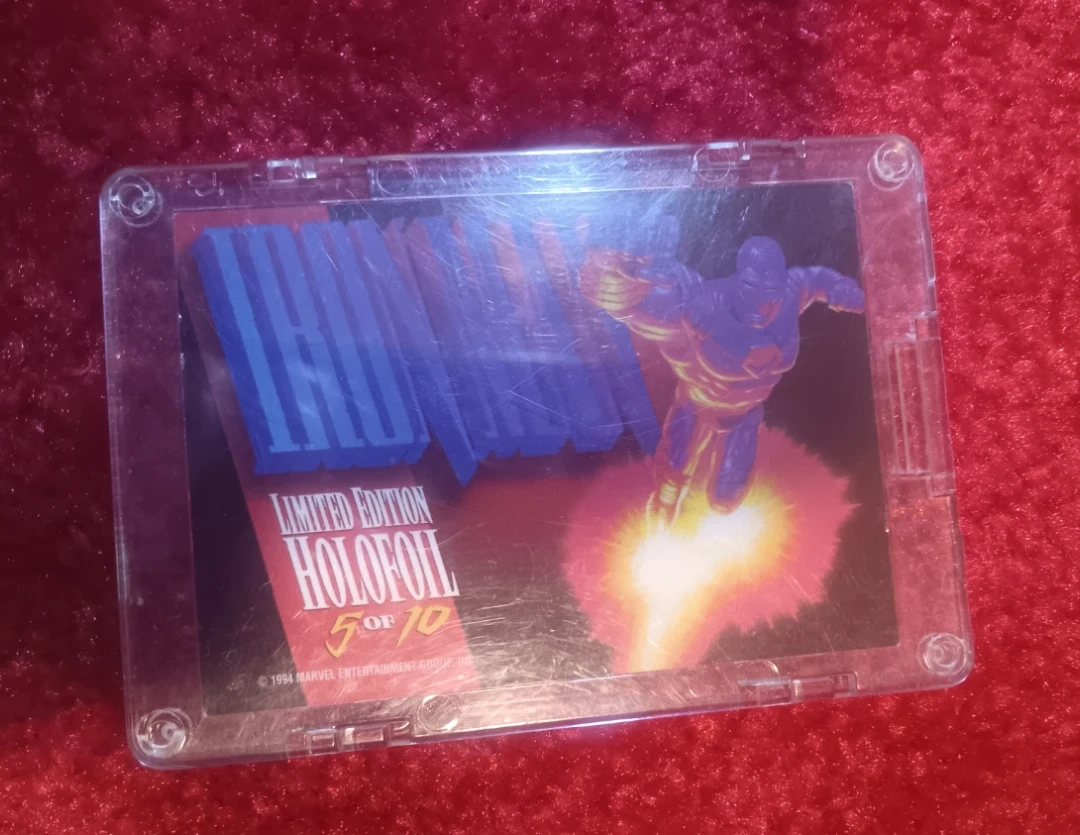 IRON MAN
LIMITED EDITION
HOLOFOIL
5 OF 10
© 1994 MARVEL ENTERTAINMENT GROUP, INC.